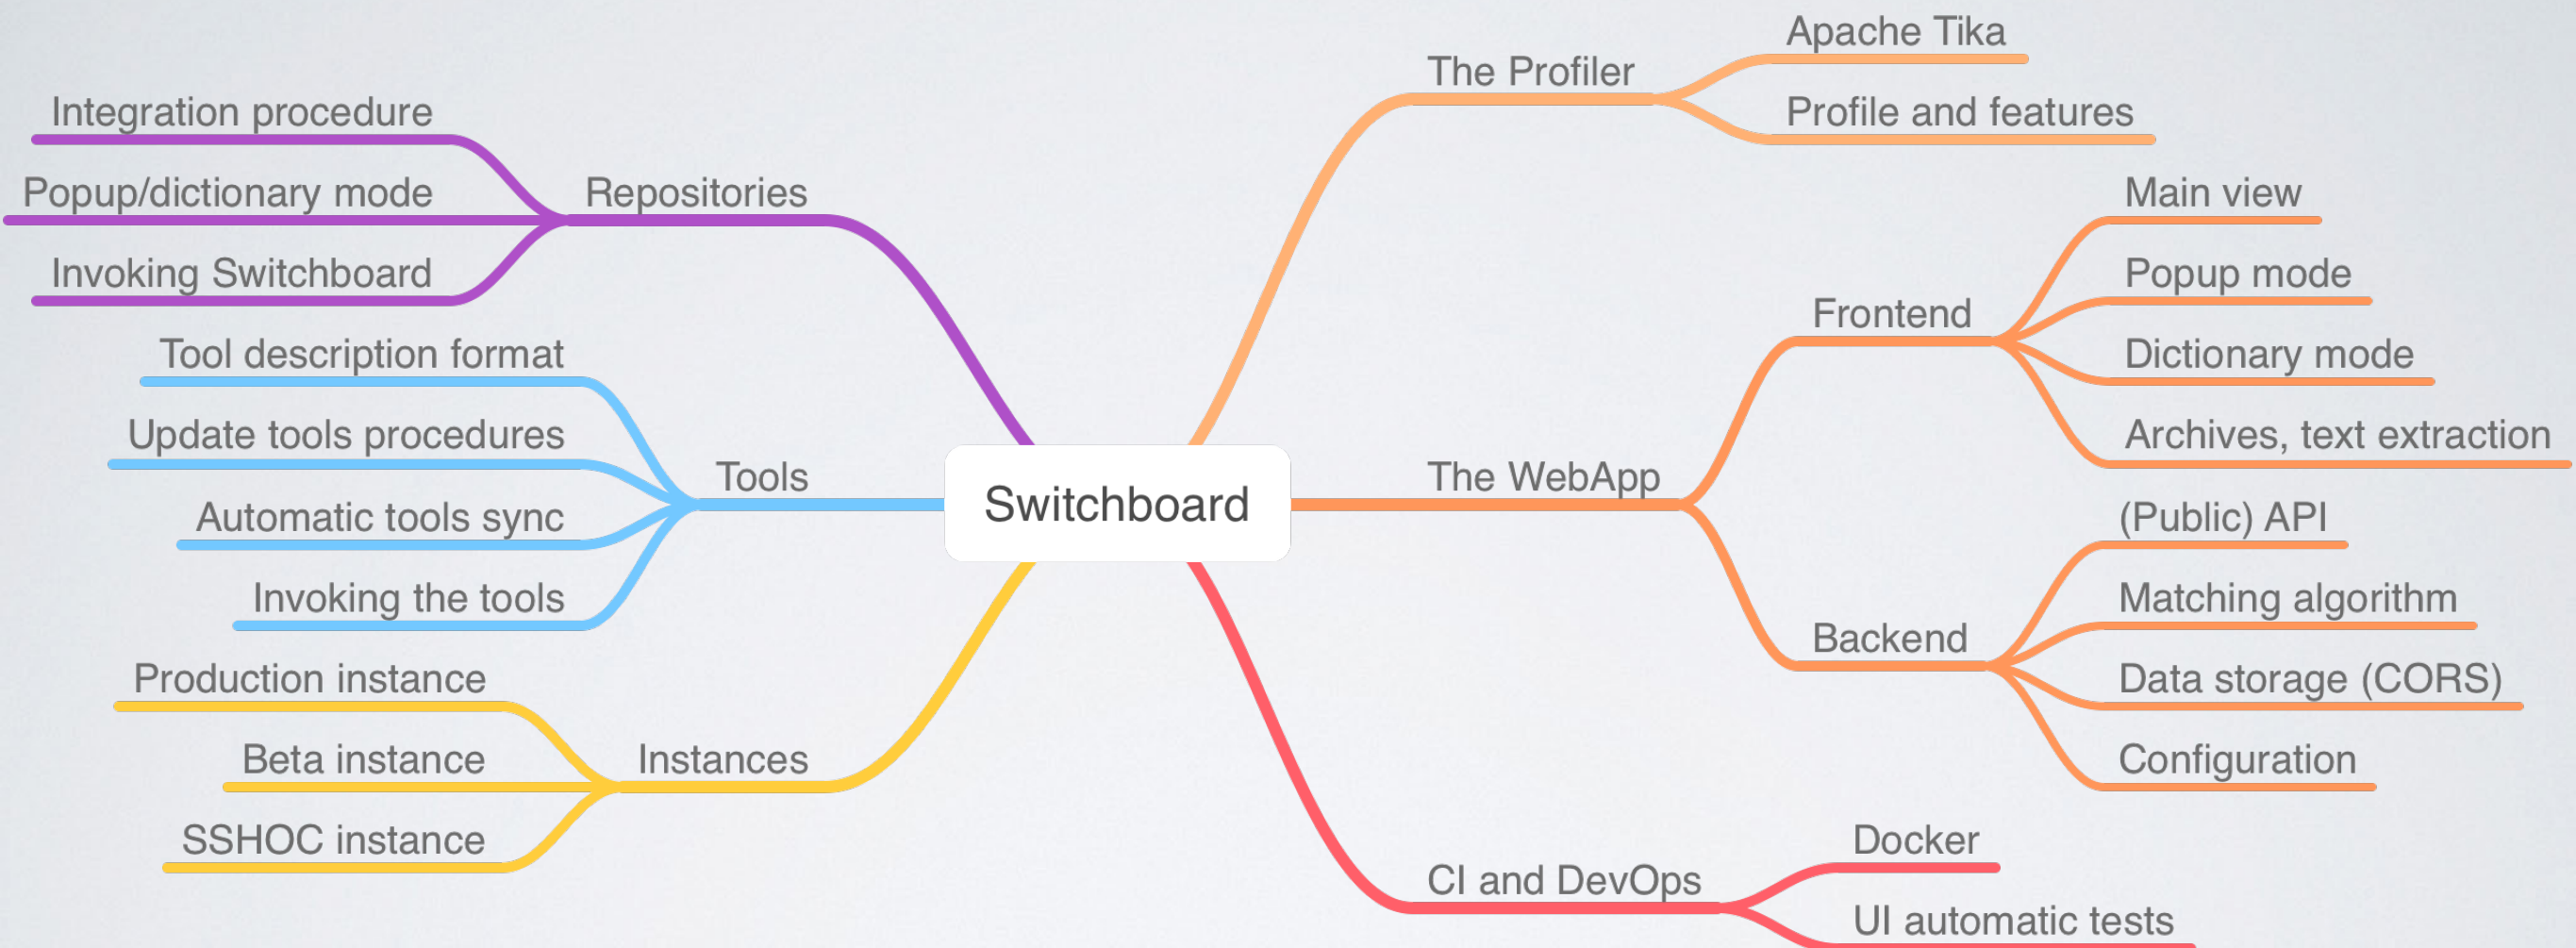 Switchboard
The Profiler
Apache Tika
Profile and features
The WebApp
Frontend
Main view
Popup mode
Dictionary mode
Archives, text extraction
Backend
(Public) API
Matching algorithm
Data storage (CORS)
Configuration
CI and DevOps
Docker
UI automatic tests
Repositories
Integration procedure
Popup/dictionary mode
Invoking Switchboard
Tools
Tool description format
Update tools procedures
Automatic tools sync
Invoking the tools
Instances
Production instance
Beta instance
SSHOC instance